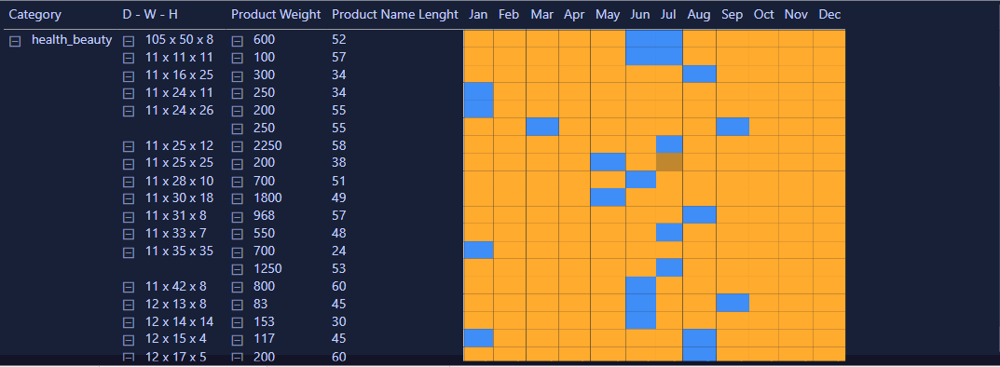 Category D - W - H Product Weight Product Name Lenght Jan Feb Mar Apr May Jun Jul Aug Sep Oct Nov Dec
health_beauty 105 x 50 x 8 600 52
11 x 11 x 11 100 57
11 x 16 x 25 300 34
11 x 24 x 11 250 34
11 x 24 x 26 200 55
250 55
11 x 25 x 12 2250 58
11 x 25 x 25 200 38
11 x 28 x 10 700 51
11 x 30 x 18 1800 49
11 x 31 x 8 968 57
11 x 33 x 7 550 48
11 x 35 x 35 700 24
1250 53
11 x 42 x 8 800 60
12 x 13 x 8 83 45
12 x 14 x 14 153 30
12 x 15 x 4 117 45
12 x 17 x 5 200 60